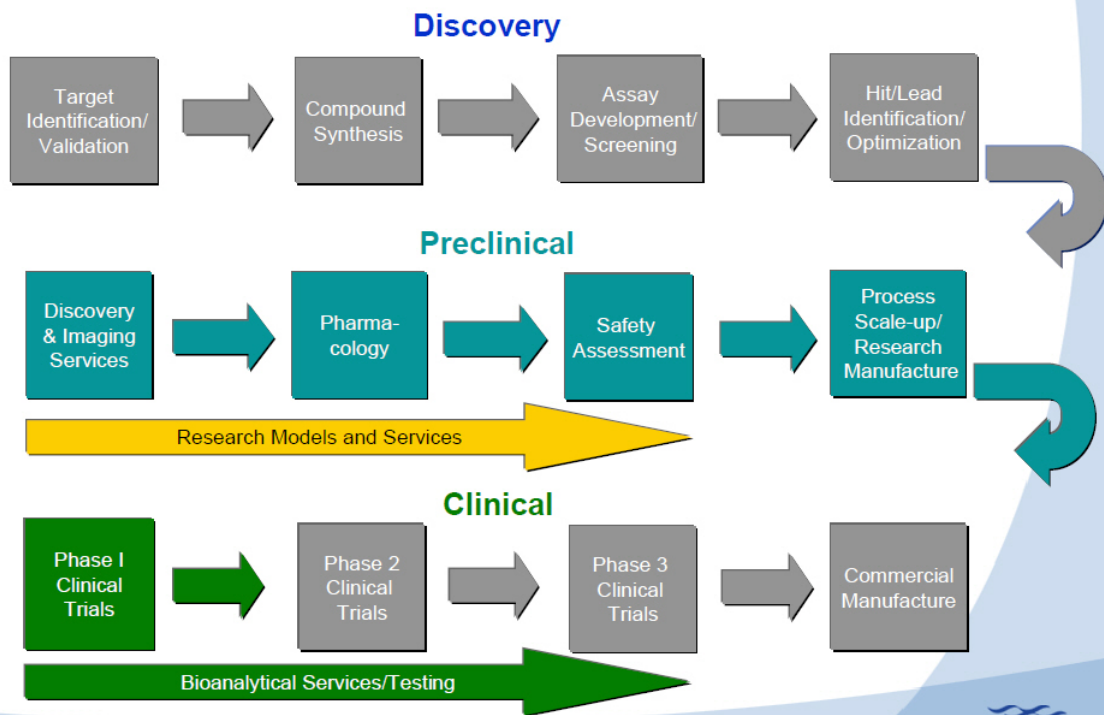 Discovery
Target
Identification/
Validation
Compound
Synthesis
Assay
Development/
Screening
Hit/Lead
Identification/
Optimization
Preclinical
Discovery
& Imaging
Services
Pharma-
cology
Safety
Assessment
Process
Scale-up/
Research
Manufacture
Research Models and Services
Clinical
Phase I
Clinical
Trials
Phase 2
Clinical
Trials
Phase 3
Clinical
Trials
Commercial
Manufacture
Bioanalytical Services/Testing